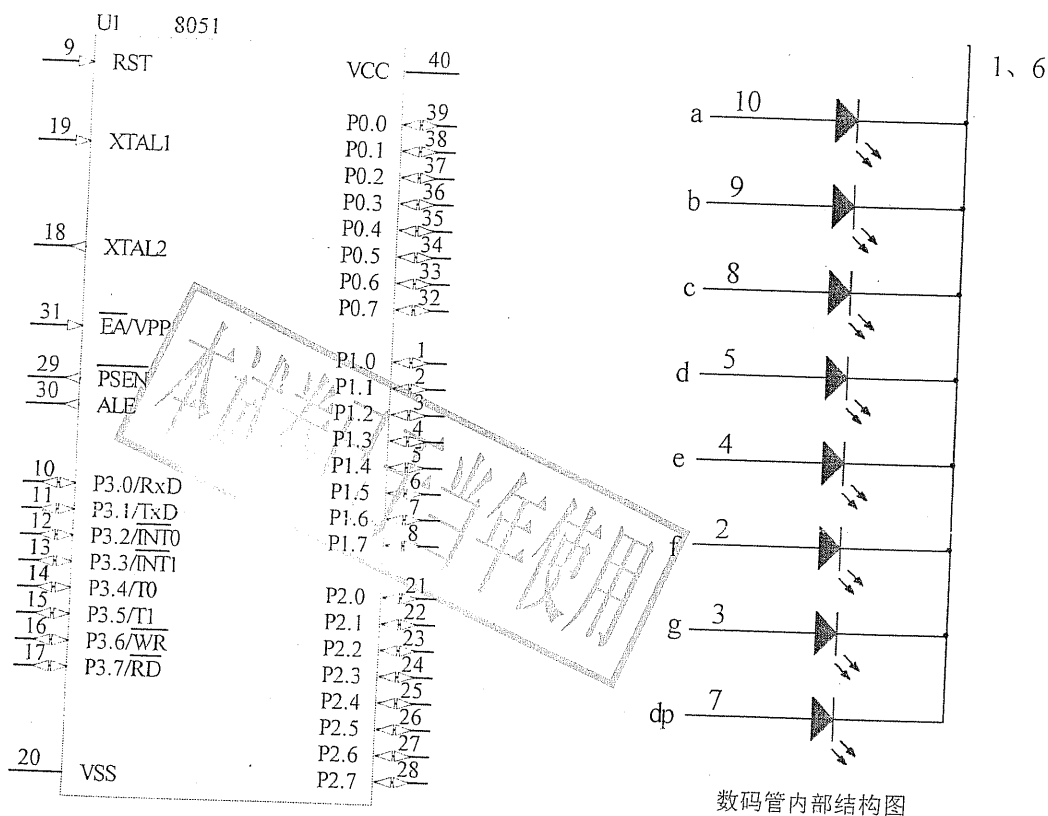 U1 8051
9 RST
19 XTAL1
18 XTAL2
31 E̅A̅/VPP
29 P̅S̅E̅N̅
30 ALE
10 P3.0/RxD
11 P3.1/TxD
12 P3.2/I̅N̅T̅0̅
13 P3.3/I̅N̅T̅1̅
14 P3.4/T0
15 P3.5/T1
16 P3.6/W̅R̅
17 P3.7/R̅D̅
20 VSS
VCC 40
P0.0 39
P0.1 38
P0.2 37
P0.3 36
P0.4 35
P0.5 34
P0.6 33
P0.7 32
P1.0 1
P1.1 2
P1.2 3
P1.3 4
P1.4 5
P1.5 6
P1.6 7
P1.7 8
P2.0 21
P2.1 22
P2.2 23
P2.3 24
P2.4 25
P2.5 26
P2.6 27
P2.7 28
使用
1、6
a 10
b 9
c 8
d 5
e 4
f 2
g 3
dp 7
数码管内部结构图